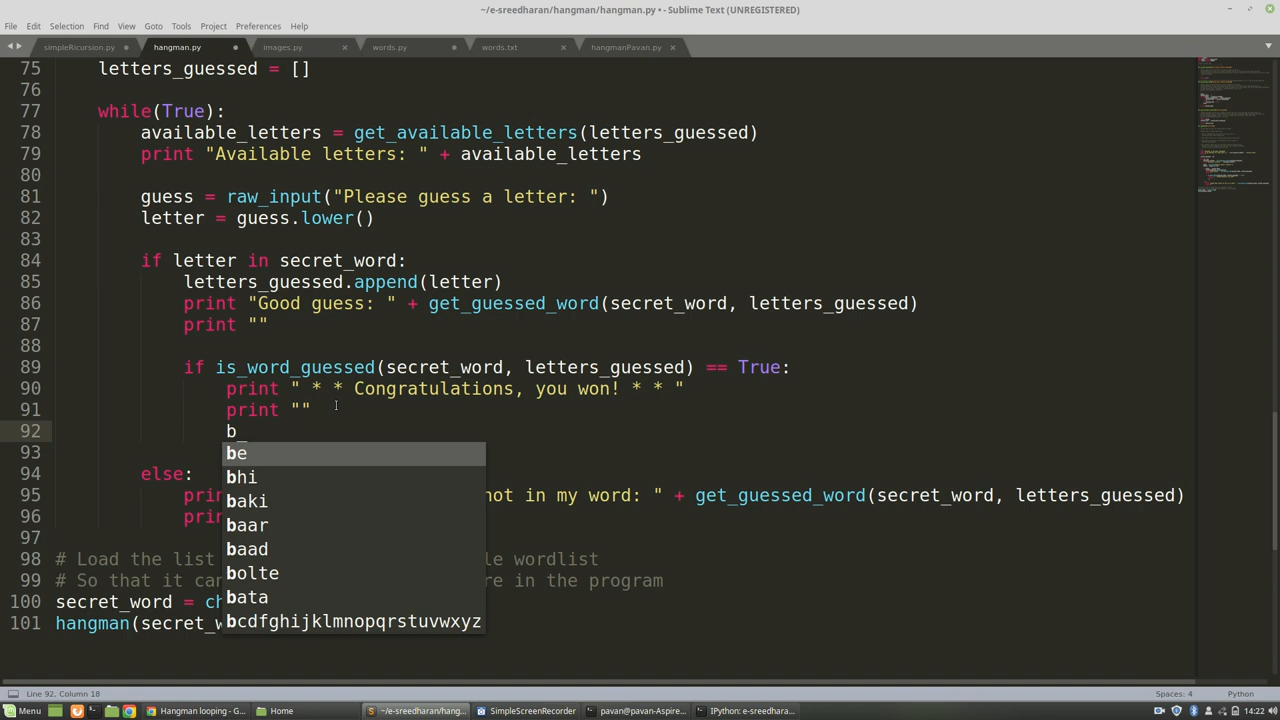 ~/e-sreedharan/hangman/hangman.py • - Sublime Text (UNREGISTERED)
File Edit Selection Find View Goto Tools Project Preferences Help
simpleRicursion.py hangman.py images.py words.py words.txt hangmanPavan.py
75 letters_guessed = []
76
77 while(True):
78 available_letters = get_available_letters(letters_guessed)
79 print "Available letters: " + available_letters
80
81 guess = raw_input("Please guess a letter: ")
82 letter = guess.lower()
83
84 if letter in secret_word:
85 letters_guessed.append(letter)
86 print "Good guess: " + get_guessed_word(secret_word, letters_guessed)
87 print ""
88
89 if is_word_guessed(secret_word, letters_guessed) == True:
90 print " * * Congratulations, you won! * * "
91 print ""
92 b
be
93
bhi
94 else:
baki
95 prin not in my word: " + get_guessed_word(secret_word, letters_guessed)
96 prin
baar
97
baad
98 # Load the list le wordlist
bolte
99 # So that it ca re in the program
bata
100 secret_word = ch
101 hangman(secret_w
bcdfghijklmnopqrstuvwxyz
Line 92, Column 18 Spaces: 4 Python
Menu Hangman looping - G... Home ~/e-sreedharan/hang... SimpleScreenRecorder pavan@pavan-Aspire... IPython: e-sreedhara... 14:22